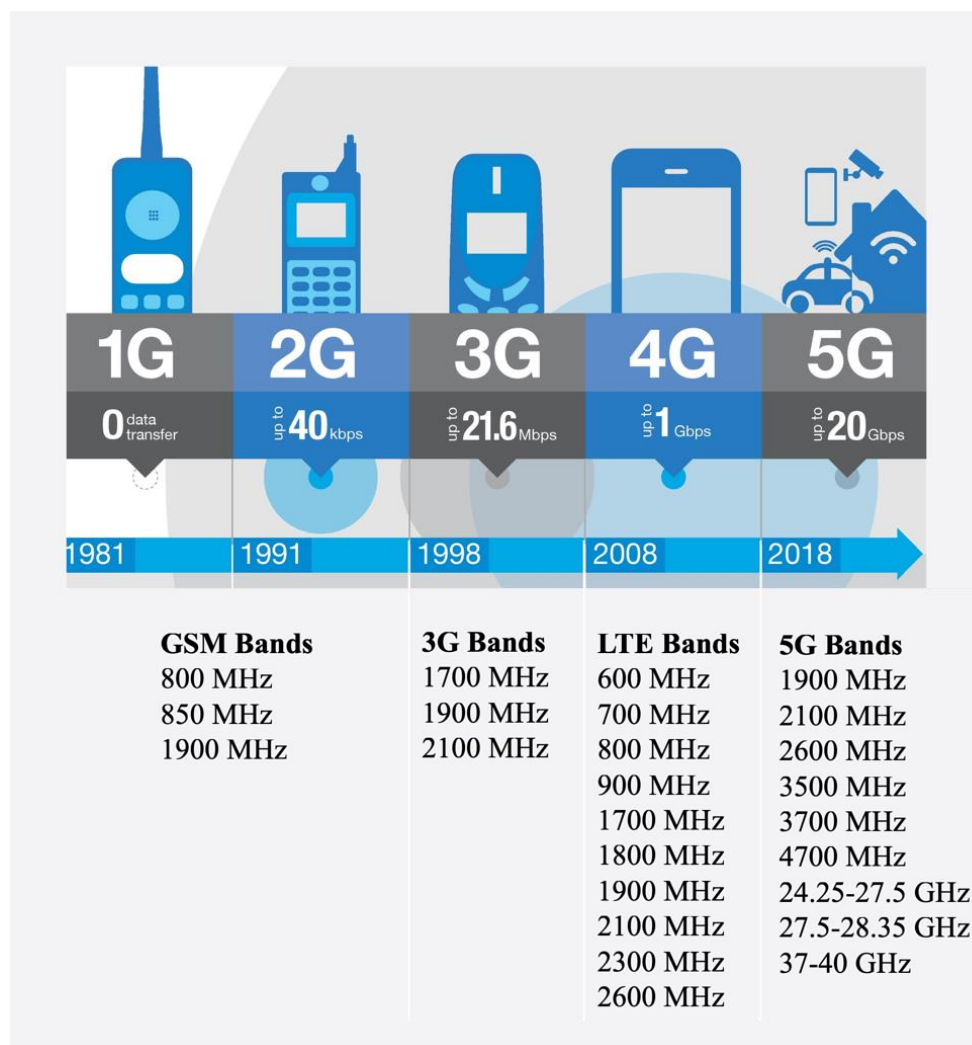 1G 2G 3G 4G 5G
0 data transfer
up to 40 kbps
up to 21.6 Mbps
up to 1 Gbps
up to 20 Gbps
1981 1991 1998 2008 2018
GSM Bands
800 MHz
850 MHz
1900 MHz
3G Bands
1700 MHz
1900 MHz
2100 MHz
LTE Bands
600 MHz
700 MHz
800 MHz
900 MHz
1700 MHz
1800 MHz
1900 MHz
2100 MHz
2300 MHz
2600 MHz
5G Bands
1900 MHz
2100 MHz
2600 MHz
3500 MHz
3700 MHz
4700 MHz
24.25-27.5 GHz
27.5-28.35 GHz
37-40 GHz